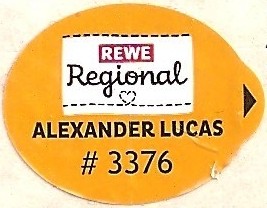 REWE
Regional
ALEXANDER LUCAS
# 3376